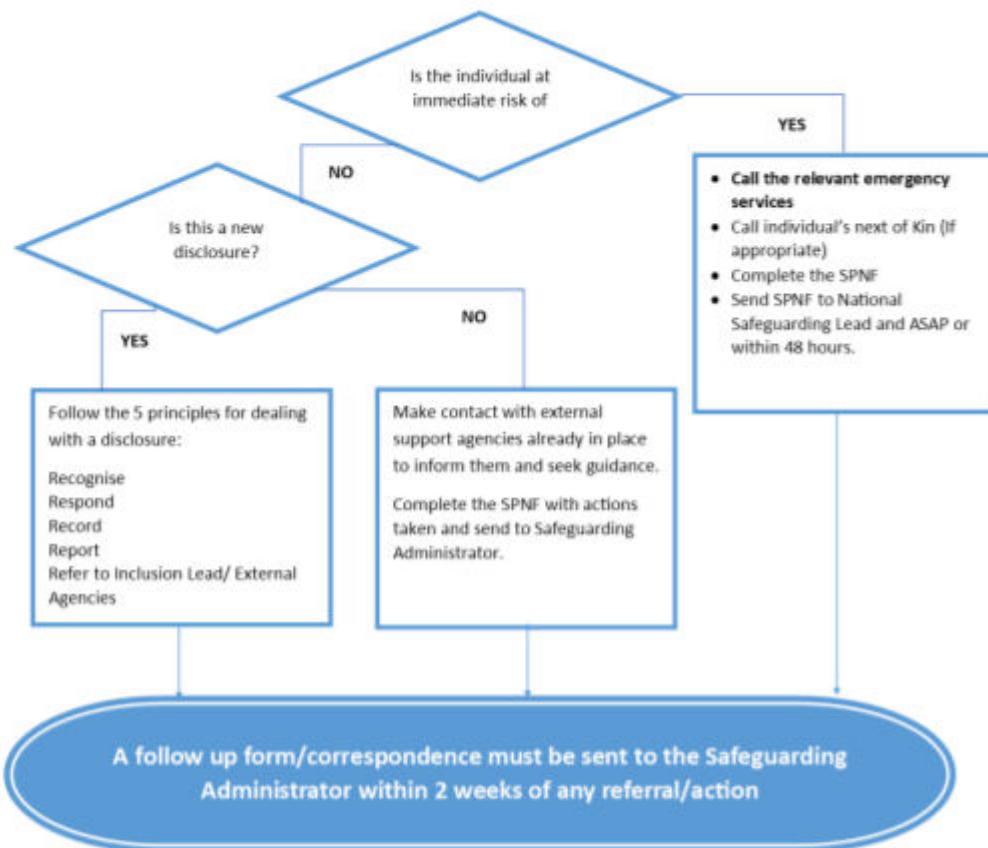 Is the individual at
immediate risk of
YES
NO
• Call the relevant emergency
services
• Call individual's next of Kin (If
appropriate)
• Complete the SPNF
• Send SPNF to National
Safeguarding Lead and ASAP or
within 48 hours.
Is this a new
disclosure?
YES
NO
Follow the 5 principles for dealing
with a disclosure:
Recognise
Respond
Record
Report
Refer to Inclusion Lead/ External
Agencies
Make contact with external
support agencies already in place
to inform them and seek guidance.
Complete the SPNF with actions
taken and send to Safeguarding
Administrator.
A follow up form/correspondence must be sent to the Safeguarding
Administrator within 2 weeks of any referral/action